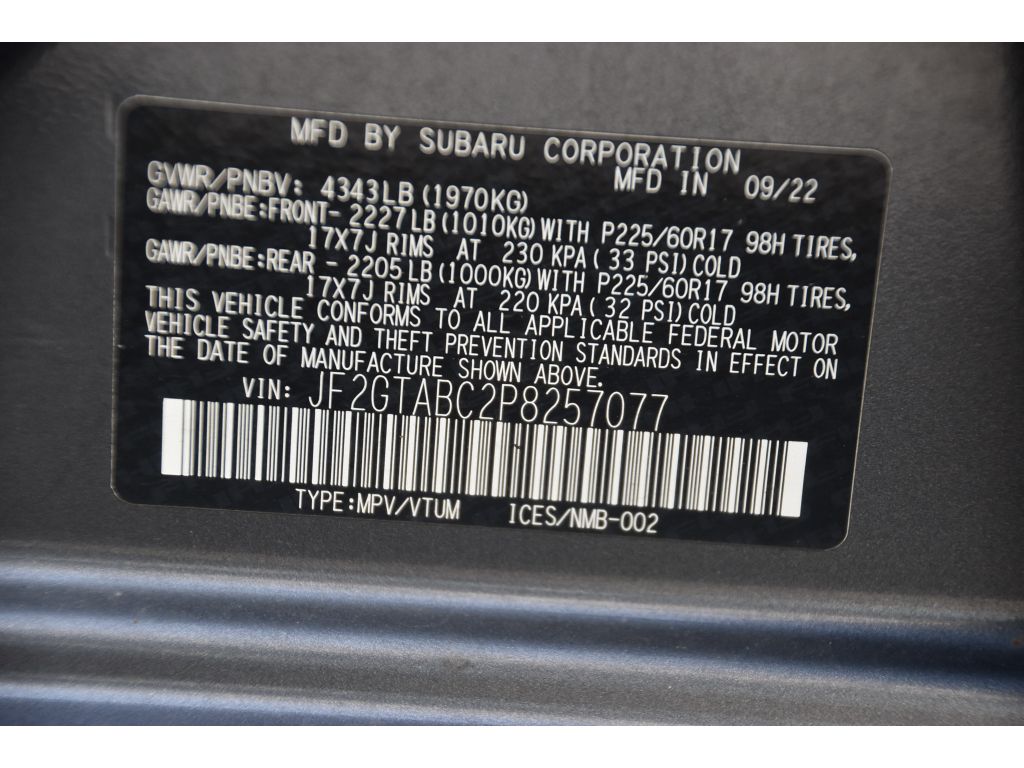 MFD BY SUBARU CORPORATION
GVWR/PNBV: 4343LB (1970KG) MFD IN 09/22
GAWR/PNBE:FRONT- 2227LB (1010KG) WITH P225/60R17 98H TIRES,
17X7J RIMS AT 230 KPA ( 33 PSI) COLD
GAWR/PNBE:REAR - 2205LB (1000KG) WITH P225/60R17 98H TIRES,
17X7J RIMS AT 220 KPA ( 32 PSI) COLD
THIS VEHICLE CONFORMS TO ALL APPLICABLE FEDERAL MOTOR
VEHICLE SAFETY AND THEFT PREVENTION STANDARDS IN EFFECT ON
THE DATE OF MANUFACTURE SHOWN ABOVE.
VIN: JF2GTABC2P8257077
TYPE:MPV/VTUM ICES/NMB-002